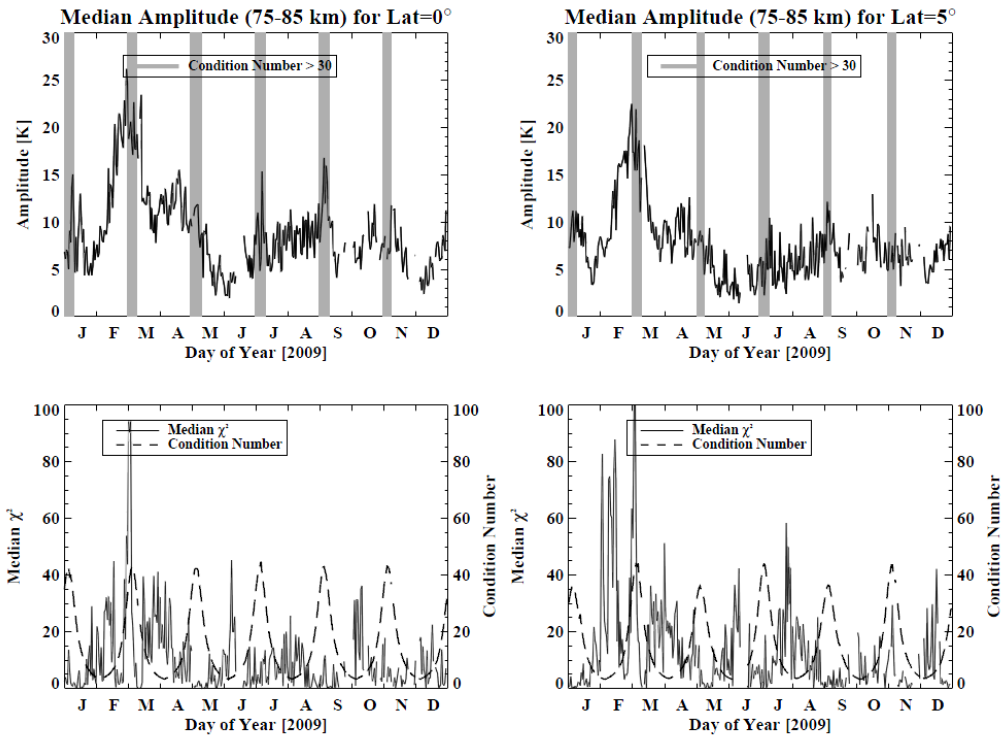 Median Amplitude (75-85 km) for Lat=0°
30
25
20
15
10
5
0
Amplitude [K]
Condition Number > 30
J F M A M J J A S O N D
Day of Year [2009]
Median Amplitude (75-85 km) for Lat=5°
30
25
20
15
10
5
0
Amplitude [K]
Condition Number > 30
J F M A M J J A S O N D
Day of Year [2009]
100
80
60
40
20
0
Median χ²
Median χ²
Condition Number
100
80
60
40
20
0
Condition Number
J F M A M J J A S O N D
Day of Year [2009]
100
80
60
40
20
0
Median χ²
Median χ²
Condition Number
100
80
60
40
20
0
Condition Number
J F M A M J J A S O N D
Day of Year [2009]